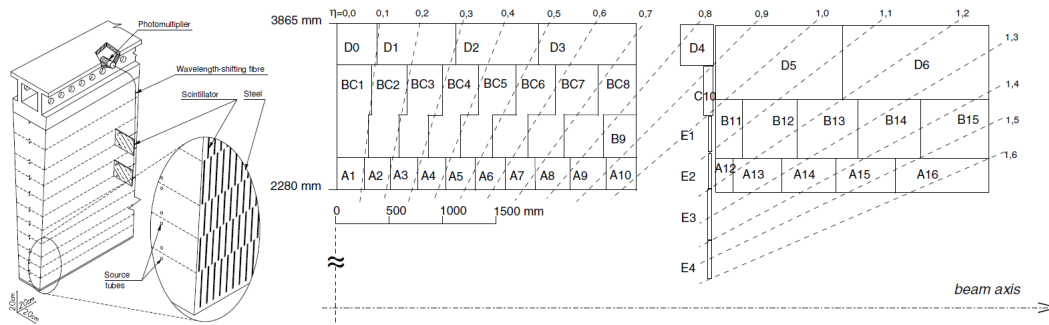 Photomultiplier
Wavelength-shifting fibre
Scintillator
Steel
Source
tubes
20cm
20cm
20cm
3865 mm
η=0,0
0,1
0,2
0,3
0,4
0,5
0,6
0,7
0,8
0,9
1,0
1,1
1,2
1,3
1,4
1,5
1,6
D0
D1
D2
D3
D4
D5
D6
BC1
BC2
BC3
BC4
BC5
BC6
BC7
BC8
C10
B9
B11
B12
B13
B14
B15
A1
A2
A3
A4
A5
A6
A7
A8
A9
A10
A12
A13
A14
A15
A16
E1
E2
E3
E4
2280 mm
0
500
1000
1500 mm
≈
beam axis